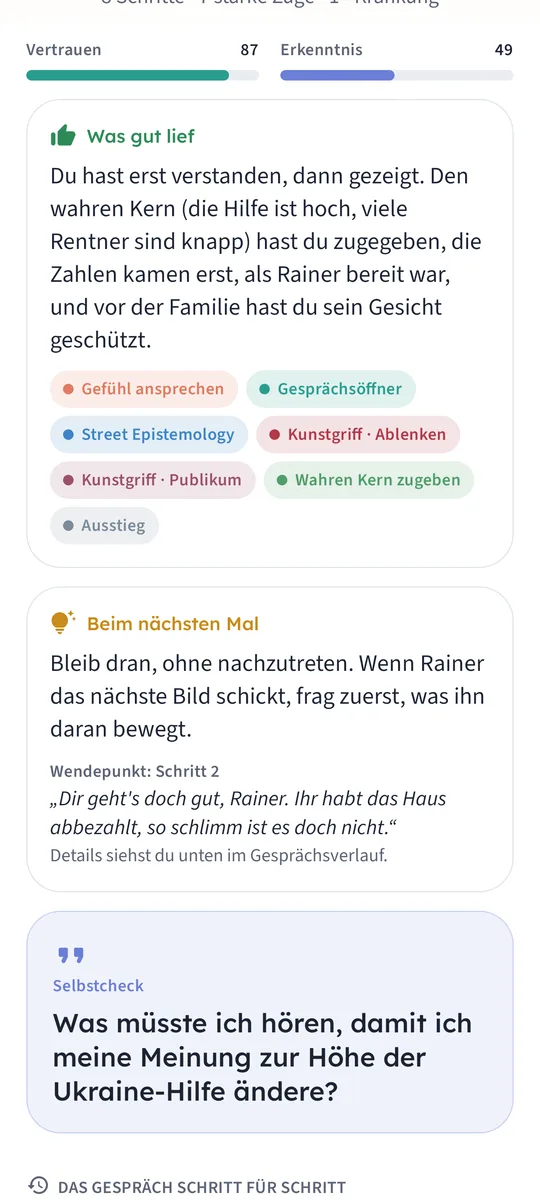 Vertrauen 87 Erkenntnis 49
Was gut lief
Du hast erst verstanden, dann gezeigt. Den
wahren Kern (die Hilfe ist hoch, viele
Rentner sind knapp) hast du zugegeben, die
Zahlen kamen erst, als Rainer bereit war,
und vor der Familie hast du sein Gesicht
geschützt.
Gefühl ansprechen Gesprächsöffner
Street Epistemology Kunstgriff · Ablenken
Kunstgriff · Publikum Wahren Kern zugeben
Ausstieg
Beim nächsten Mal
Bleib dran, ohne nachzutreten. Wenn Rainer
das nächste Bild schickt, frag zuerst, was ihn
daran bewegt.
Wendepunkt: Schritt 2
„Dir geht's doch gut, Rainer. Ihr habt das Haus
abbezahlt, so schlimm ist es doch nicht.“
Details siehst du unten im Gesprächsverlauf.
Selbstcheck
Was müsste ich hören, damit ich
meine Meinung zur Höhe der
Ukraine-Hilfe ändere?
DAS GESPRÄCH SCHRITT FÜR SCHRITT